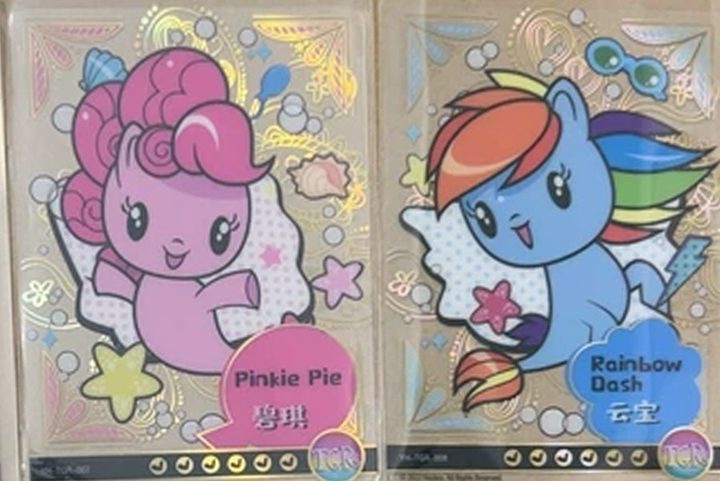 Pinkie Pie
碧琪
TGR
Rainbow
Dash
云宝
TGR